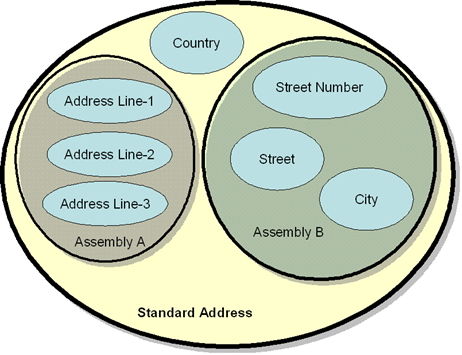 Country
Address Line-1
Address Line-2
Address Line-3
Assembly A
Street Number
Street
City
Assembly B
Standard Address